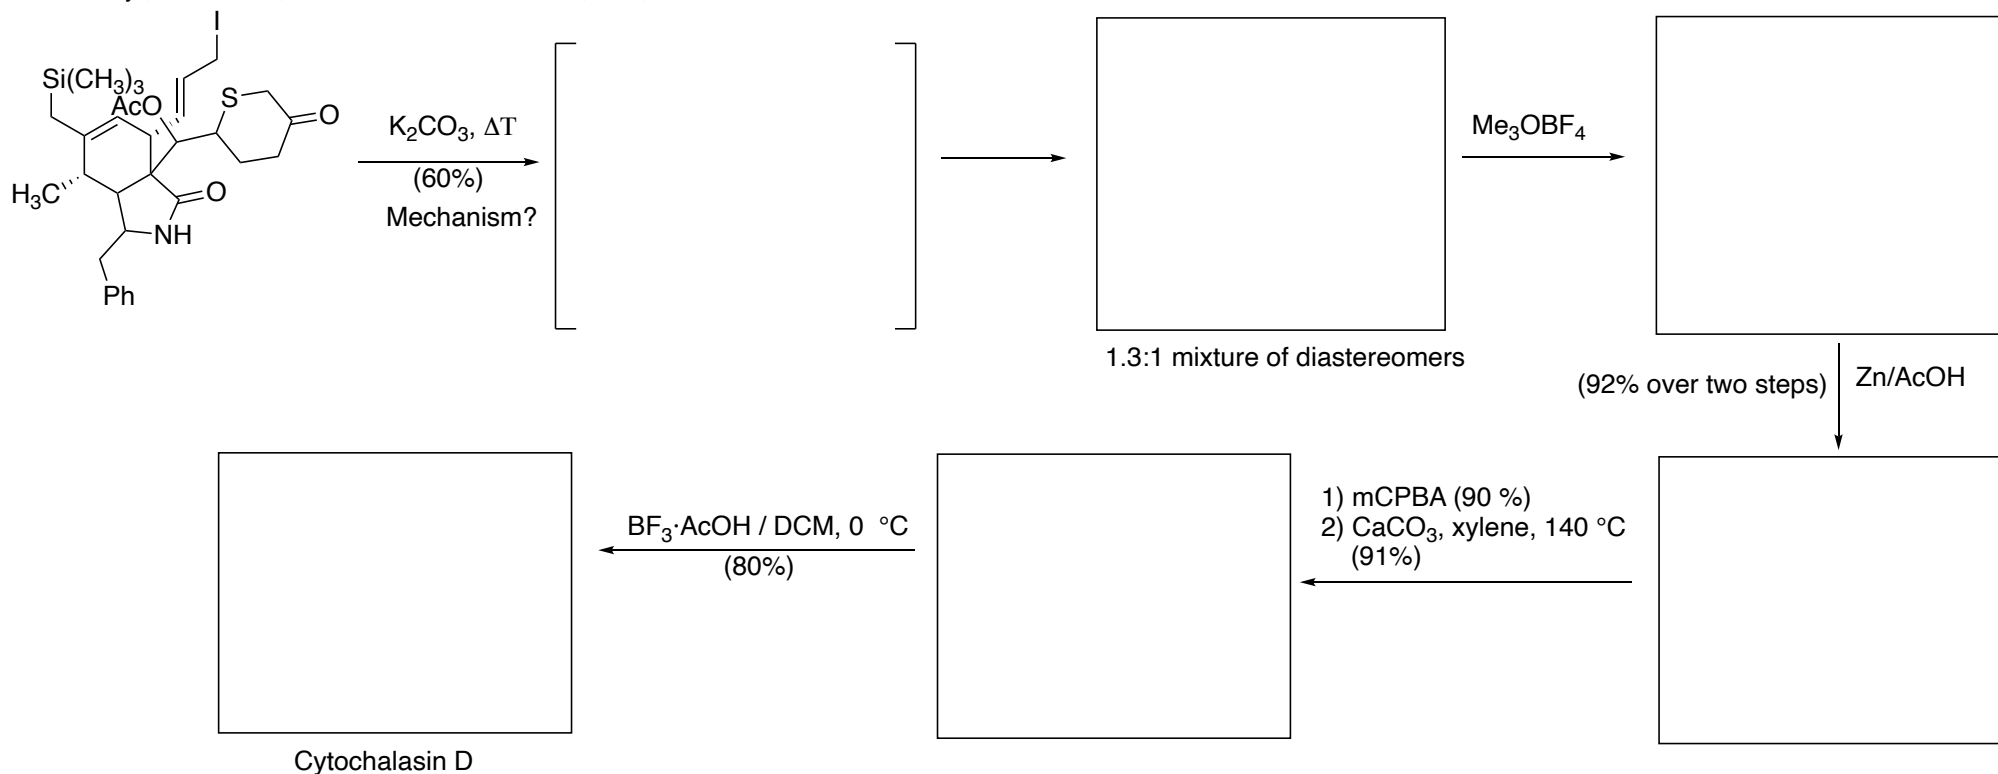 I
Si(CH3)3
AcO
S
O
H3C
O
NH
Ph
K2CO3, ΔT
(60%)
Mechanism?
1.3:1 mixture of diastereomers
Me3OBF4
(92% over two steps)
Zn/AcOH
1) mCPBA (90 %)
2) CaCO3, xylene, 140 °C
(91%)
BF3·AcOH / DCM, 0 °C
(80%)
Cytochalasin D